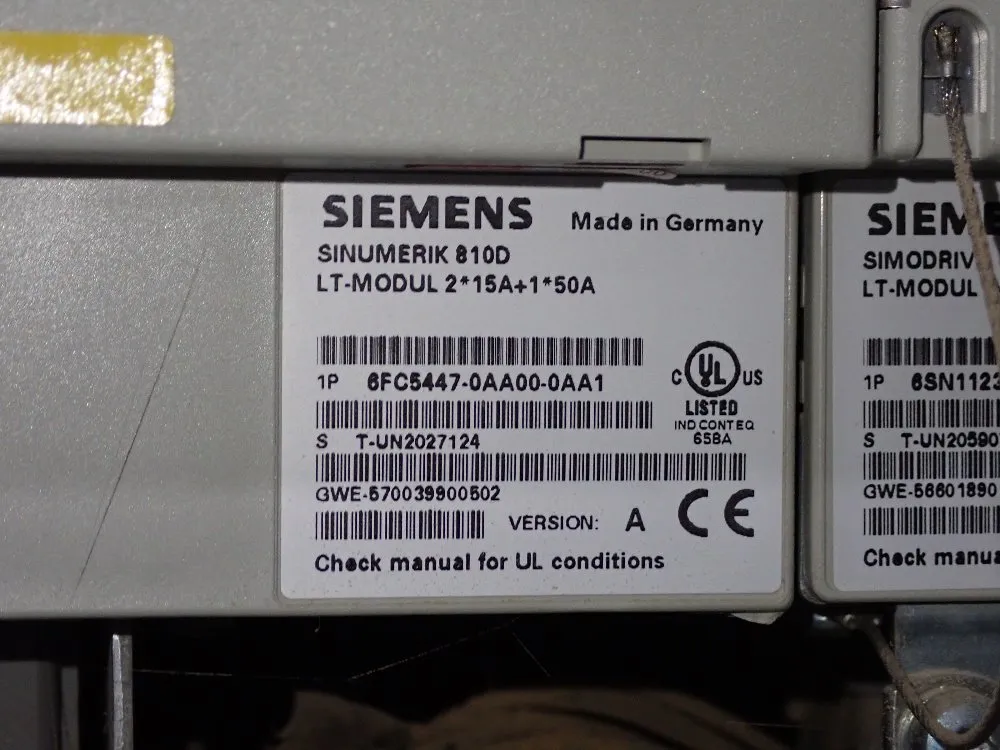 SIEMENS Made in Germany
SINUMERIK 810D
LT-MODUL 2*15A+1*50A
1P 6FC5447-0AA00-0AA1
C UL US
LISTED
IND CONT EQ
65BA
S T-UN2027124
GWE-570039900502
VERSION: A CE
Check manual for UL conditions
SIEME
SIMODRIV
LT-MODUL
1P 6SN1123
S T-UN20590
GWE-56601890
Check manua